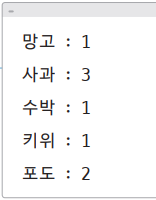 망고 : 1
사과 : 3
수박 : 1
키위 : 1
포도 : 2